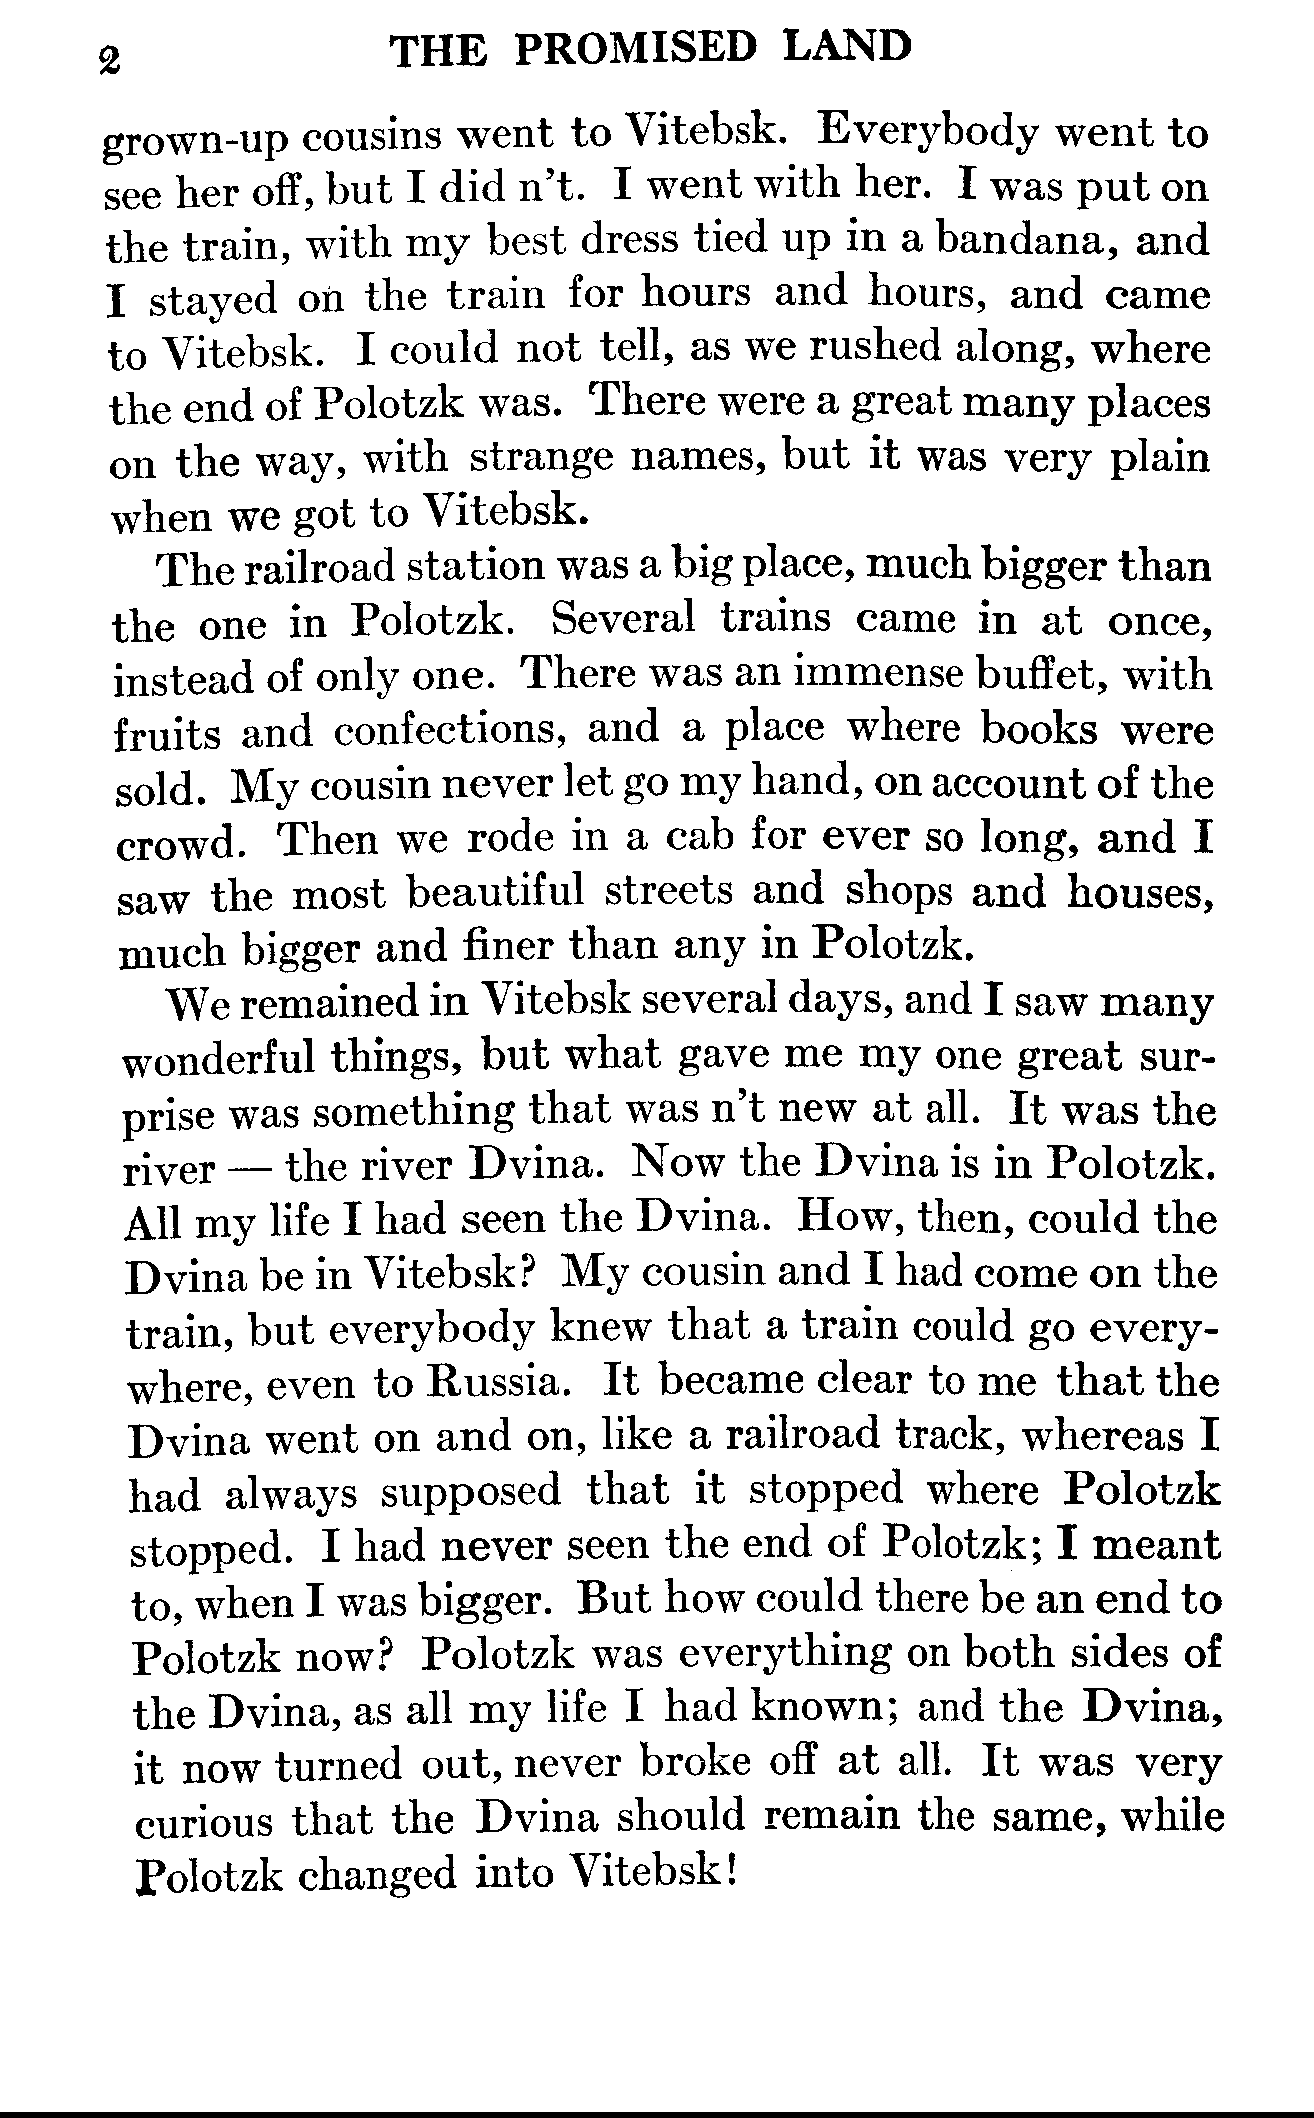 2 THE PROMISED LAND
grown-up cousins went to Vitebsk. Everybody went to
see her off, but I did n't. I went with her. I was put on
the train, with my best dress tied up in a bandana, and
I stayed on the train for hours and hours, and came
to Vitebsk. I could not tell, as we rushed along, where
the end of Polotzk was. There were a great many places
on the way, with strange names, but it was very plain
when we got to Vitebsk.
The railroad station was a big place, much bigger than
the one in Polotzk. Several trains came in at once,
instead of only one. There was an immense buffet, with
fruits and confections, and a place where books were
sold. My cousin never let go my hand, on account of the
crowd. Then we rode in a cab for ever so long, and I
saw the most beautiful streets and shops and houses,
much bigger and finer than any in Polotzk.
We remained in Vitebsk several days, and I saw many
wonderful things, but what gave me my one great sur-
prise was something that was n't new at all. It was the
river — the river Dvina. Now the Dvina is in Polotzk.
All my life I had seen the Dvina. How, then, could the
Dvina be in Vitebsk? My cousin and I had come on the
train, but everybody knew that a train could go every-
where, even to Russia. It became clear to me that the
Dvina went on and on, like a railroad track, whereas I
had always supposed that it stopped where Polotzk
stopped. I had never seen the end of Polotzk; I meant
to, when I was bigger. But how could there be an end to
Polotzk now? Polotzk was everything on both sides of
the Dvina, as all my life I had known; and the Dvina,
it now turned out, never broke off at all. It was very
curious that the Dvina should remain the same, while
Polotzk changed into Vitebsk!